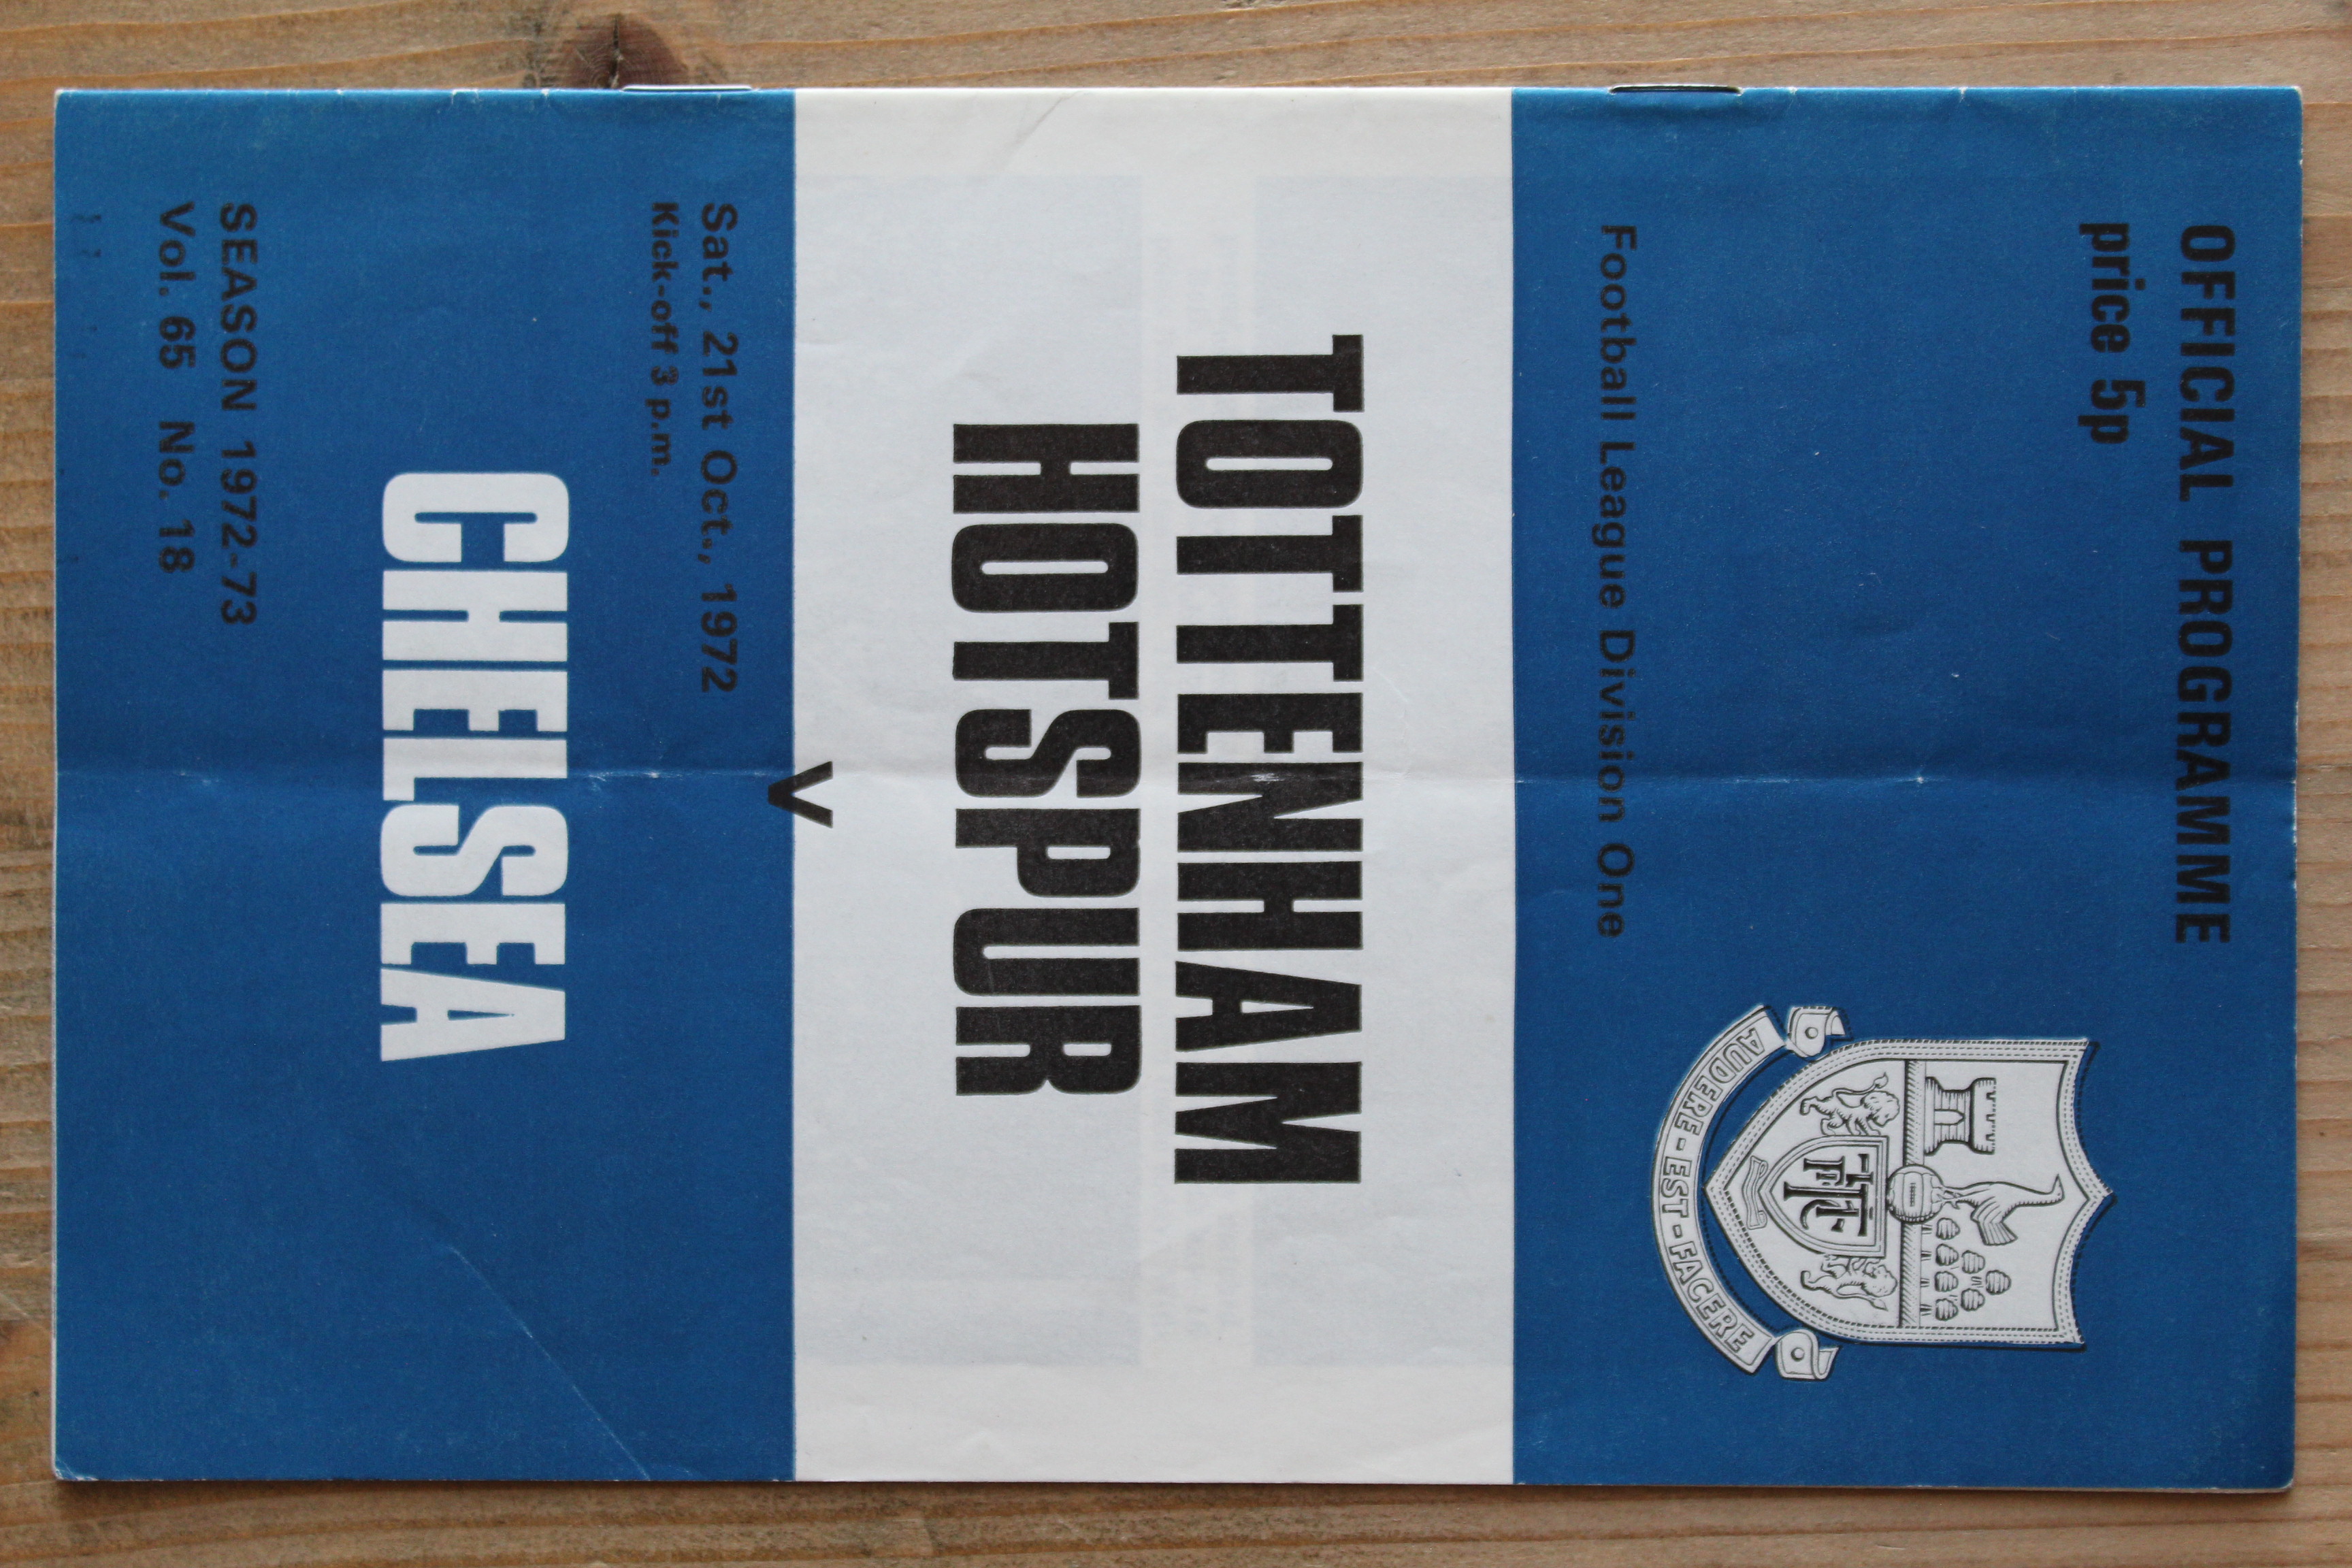 OFFICIAL PROGRAMME
price 5p
AUDERE - EST - FACERE
Football League Division One
TOTTENHAM
HOTSPUR
v
Sat., 21st Oct., 1972
Kick-off 3 p.m.
CHELSEA
SEASON 1972-73
Vol. 65 No. 18